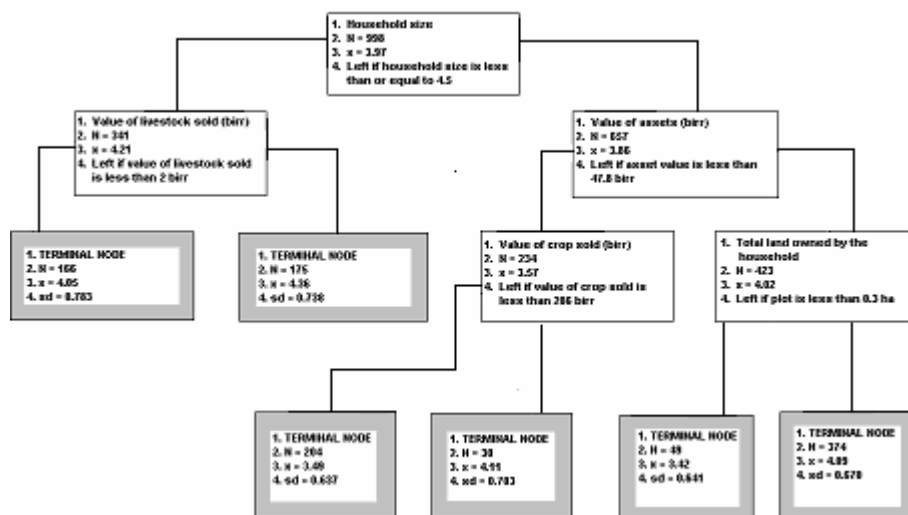 1. Household size
2. N = 998
3. x = 3.97
4. Left if household size is less
than or equal to 4.5
1. Value of livestock sold (birr)
2. N = 341
3. x = 4.21
4. Left if value of livestock sold
is less than 2 birr
1. Value of assets (birr)
2. N = 657
3. x = 3.86
4. Left if asset value is less than
47.8 birr
1. TERMINAL NODE
2. N = 166
3. x = 4.05
4. sd = 0.783
1. TERMINAL NODE
2. N = 175
3. x = 4.36
4. sd = 0.738
1. Value of crop sold (birr)
2. N = 234
3. x = 3.57
4. Left if value of crop sold is
less than 286 birr
1. Total land owned by the
household
2. N = 423
3. x = 4.02
4. Left if plot is less than 0.3 ha
1. TERMINAL NODE
2. N = 204
3. x = 3.49
4. sd = 0.637
1. TERMINAL NODE
2. N = 30
3. x = 4.11
4. sd = 0.703
1. TERMINAL NODE
2. N = 49
3. x = 3.42
4. sd = 0.641
1. TERMINAL NODE
2. N = 374
3. x = 4.09
4. sd = 0.670